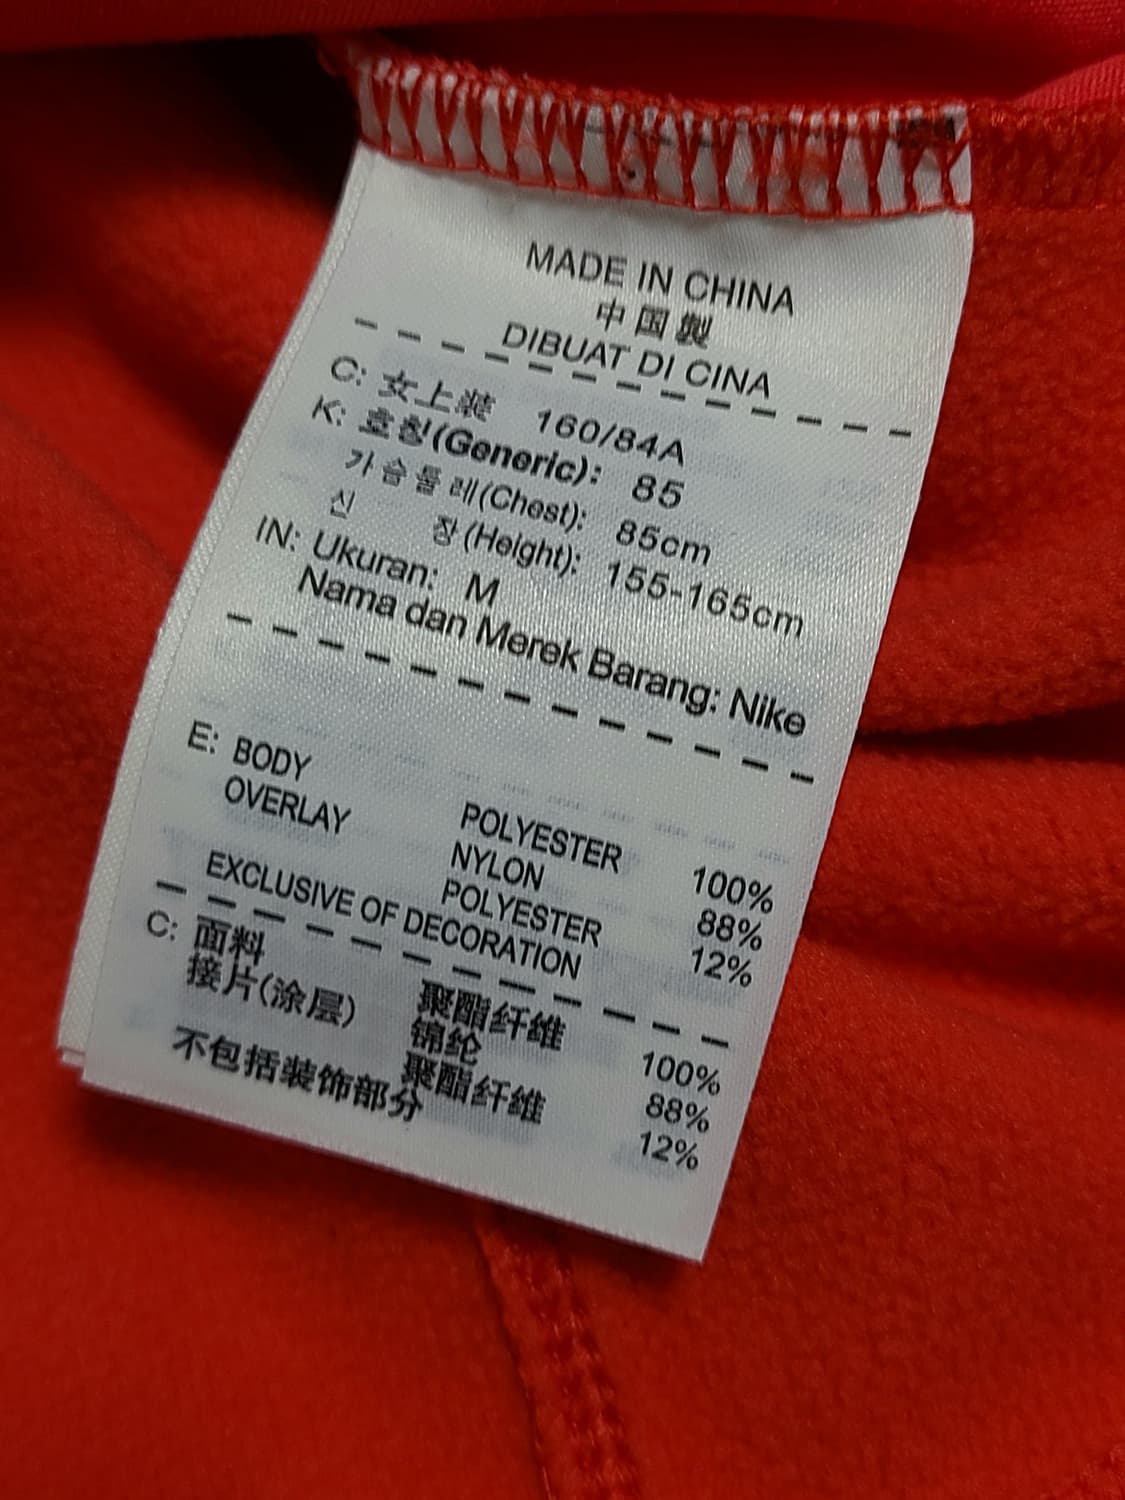 MADE IN CHINA
中国製
DIBUAT DI CINA
C: 女上装 160/84A
K: 호칭(Generic): 85
가슴둘레(Chest): 85cm
신 장(Height): 155-165cm
IN: Ukuran: M
Nama dan Merek Barang: Nike
E: BODY POLYESTER 100%
OVERLAY NYLON 88%
POLYESTER 12%
EXCLUSIVE OF DECORATION
C: 面料 聚酯纤维 100%
接片(涂层) 锦纶 88%
聚酯纤维 12%
不包括装饰部分